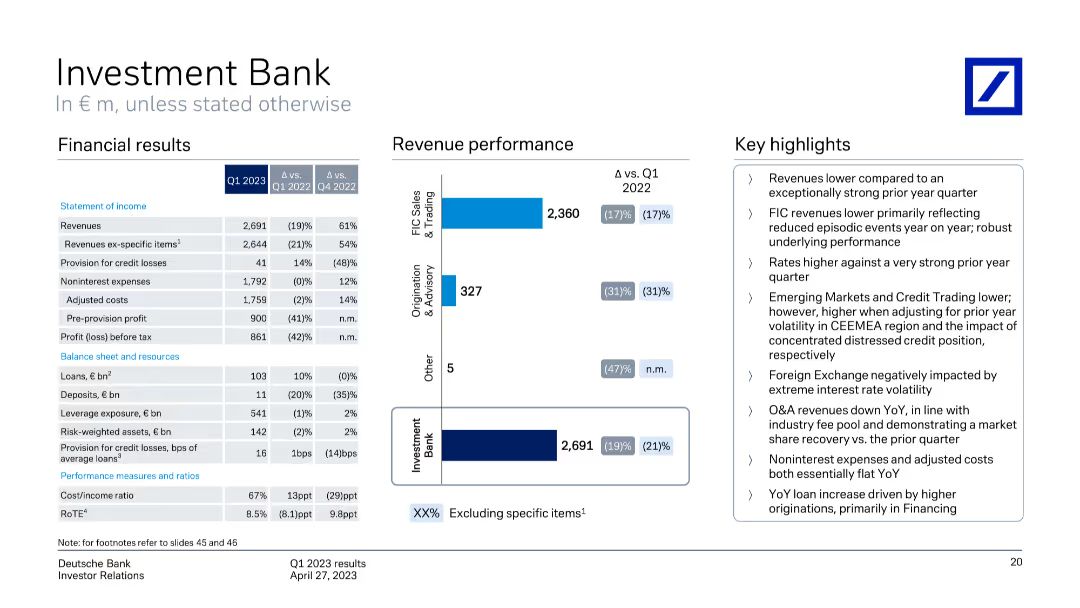 Investment Bank
In € m, unless stated otherwise
Financial results
Q1 2023
Δ vs. Q1 2022
Δ vs. Q4 2022
Statement of income
Revenues 2,691 (19)% 61%
Revenues ex-specific items1 2,644 (21)% 54%
Provision for credit losses 41 14% (48)%
Noninterest expenses 1,792 (0)% 12%
Adjusted costs 1,759 (2)% 14%
Pre-provision profit 900 (41)% n.m.
Profit (loss) before tax 861 (42)% n.m.
Balance sheet and resources
Loans, € bn2 103 10% (0)%
Deposits, € bn 11 (20)% (35)%
Leverage exposure, € bn 541 (1)% 2%
Risk-weighted assets, € bn 142 (2)% 2%
Provision for credit losses, bps of
average loans3 16 1bps (14)bps
Performance measures and ratios
Cost/income ratio 67% 13ppt (29)ppt
RoTE4 8.5% (8.1)ppt 9.8ppt
Revenue performance
Δ vs. Q1
2022
FIC Sales
& Trading
2,360 (17)% (17)%
Origination
& Advisory
327 (31)% (31)%
Other
5 (47)% n.m.
Investment
Bank
2,691 (19)% (21)%
XX% Excluding specific items1
Key highlights
〉 Revenues lower compared to an
exceptionally strong prior year quarter
〉 FIC revenues lower primarily reflecting
reduced episodic events year on year; robust
underlying performance
〉 Rates higher against a very strong prior year
quarter
〉 Emerging Markets and Credit Trading lower;
however, higher when adjusting for prior year
volatility in CEEMEA region and the impact of
concentrated distressed credit position,
respectively
〉 Foreign Exchange negatively impacted by
extreme interest rate volatility
〉 O&A revenues down YoY, in line with
industry fee pool and demonstrating a market
share recovery vs. the prior quarter
〉 Noninterest expenses and adjusted costs
both essentially flat YoY
〉 YoY loan increase driven by higher
originations, primarily in Financing
Note: for footnotes refer to slides 45 and 46
Deutsche Bank
Investor Relations
Q1 2023 results
April 27, 2023
20